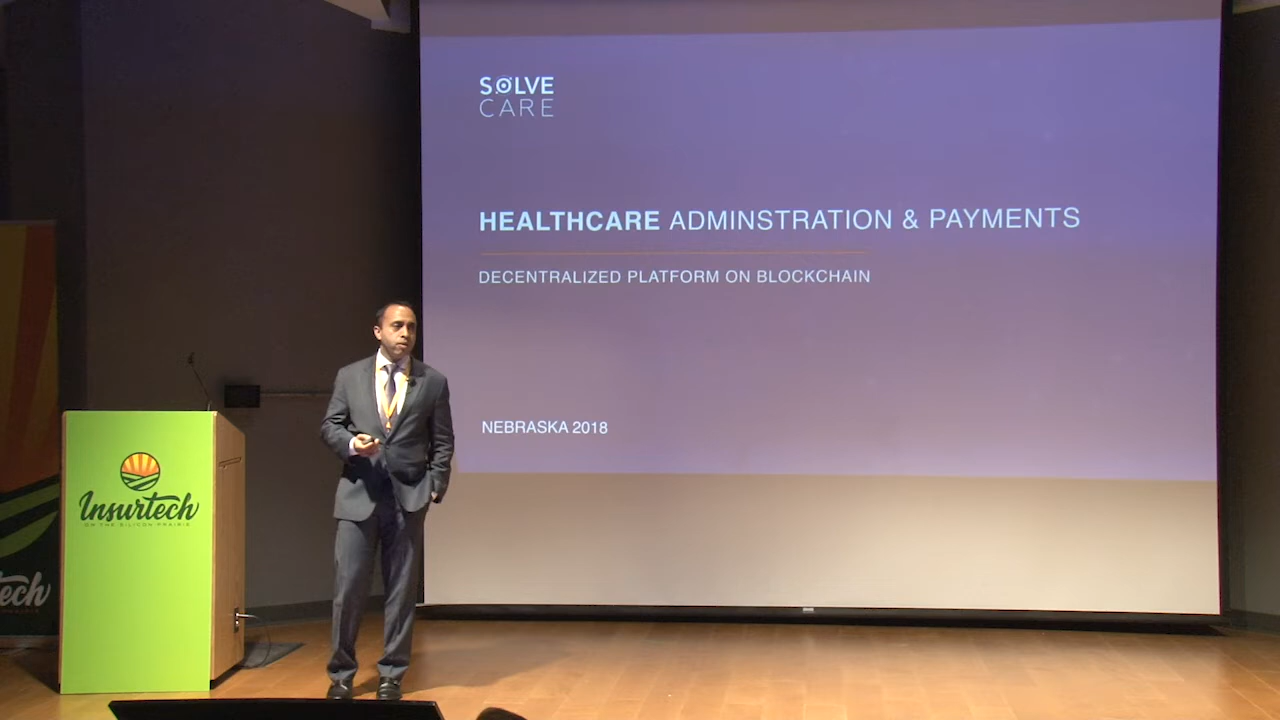 SOLVE
CARE
HEALTHCARE ADMINSTRATION & PAYMENTS
DECENTRALIZED PLATFORM ON BLOCKCHAIN
NEBRASKA 2018
Insurtech
ON THE SILICON PRAIRIE
tech